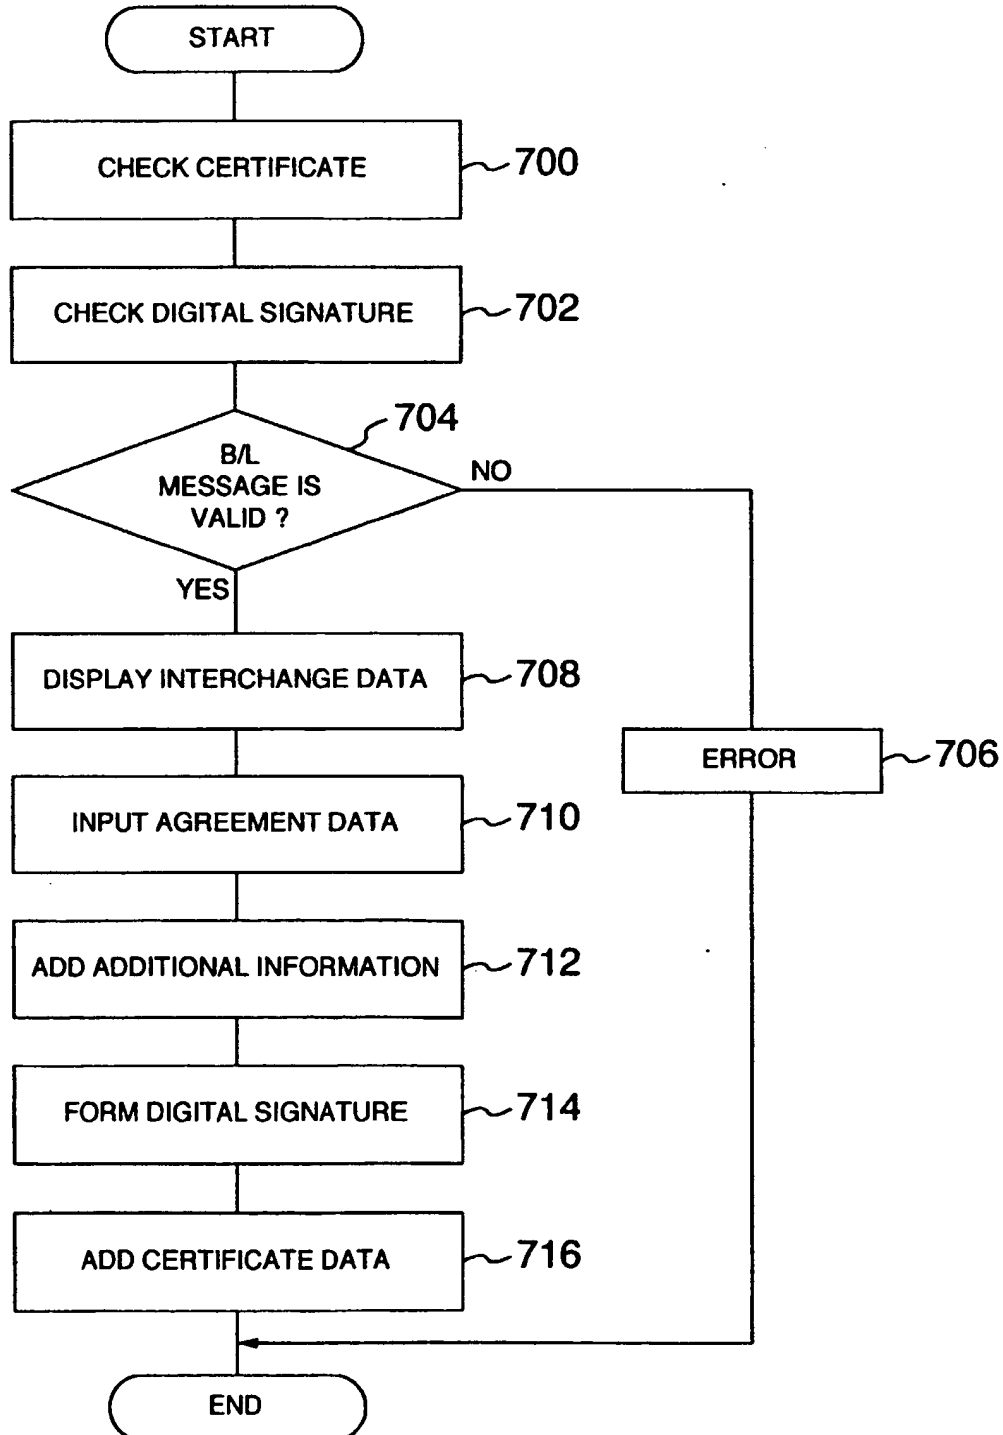 START
CHECK CERTIFICATE
700
CHECK DIGITAL SIGNATURE
702
704
B/L
MESSAGE IS
VALID ?
NO
YES
DISPLAY INTERCHANGE DATA
708
ERROR
706
INPUT AGREEMENT DATA
710
ADD ADDITIONAL INFORMATION
712
FORM DIGITAL SIGNATURE
714
ADD CERTIFICATE DATA
716
END